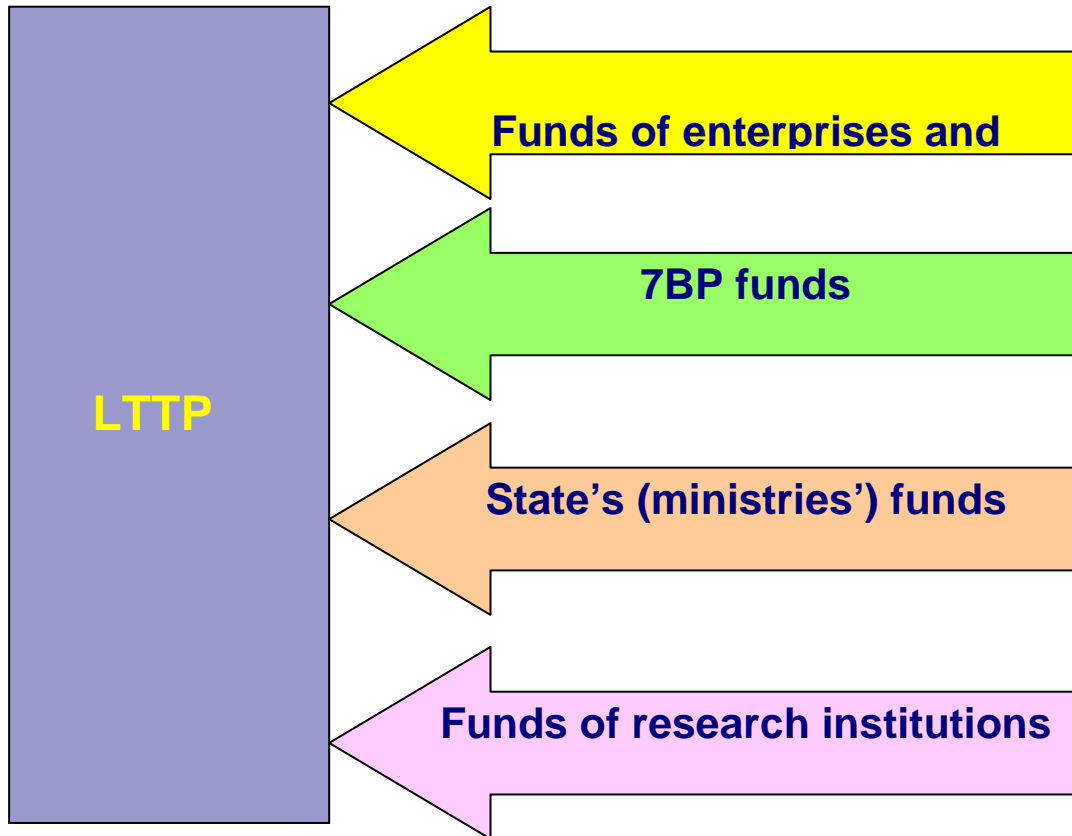 Funds of enterprises and
7BP funds
LTTP
State’s (ministries’) funds
Funds of research institutions